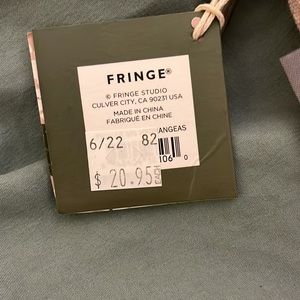 FRINGE®
© FRINGE STUDIO
CULVER CITY, CA 90231 USA
MADE IN CHINA
FABRIQUÉ EN CHINE
6/22 82 ANGEAS
106 0
$ 20.95 EACH